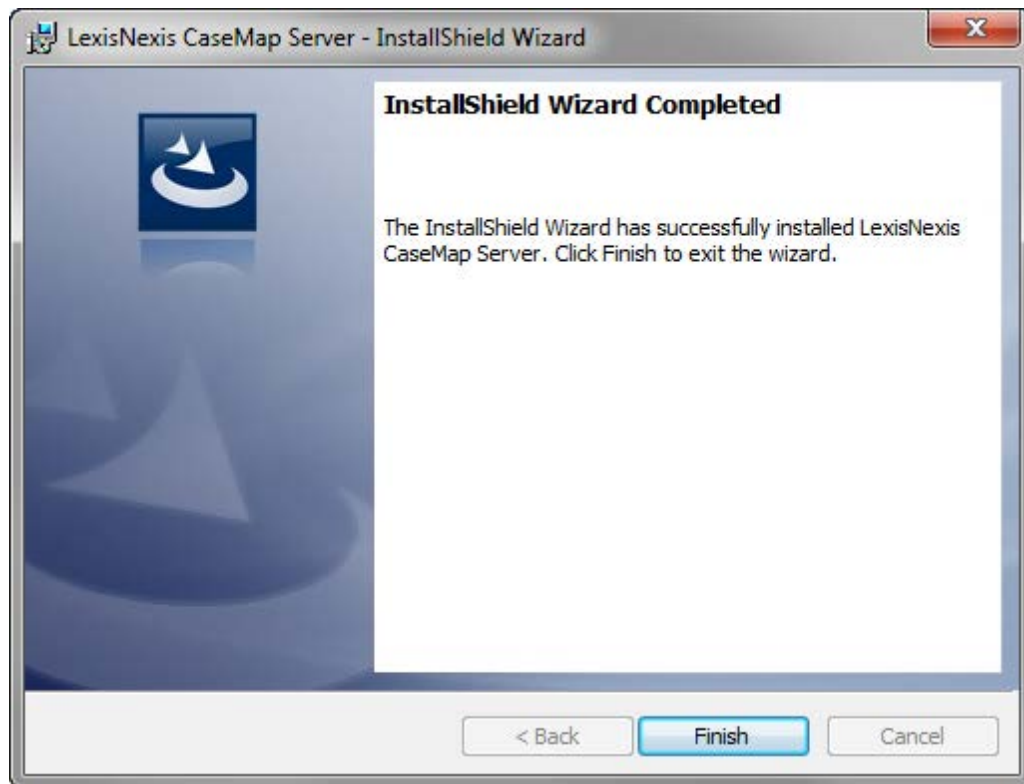 LexisNexis CaseMap Server - InstallShield Wizard
X
InstallShield Wizard Completed
The InstallShield Wizard has successfully installed LexisNexis
CaseMap Server. Click Finish to exit the wizard.
< Back Finish Cancel